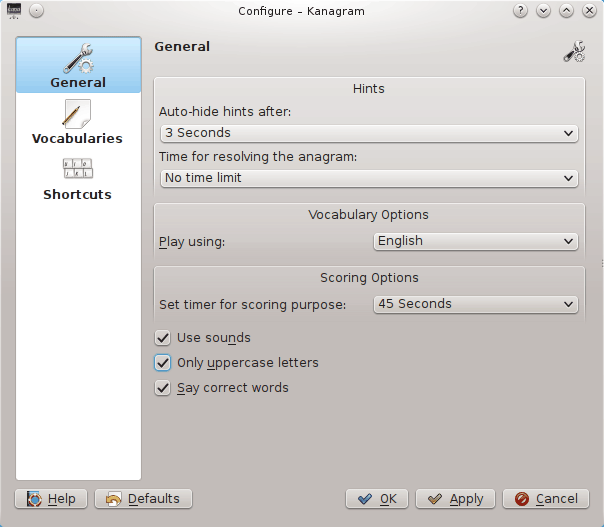 Configure – Kanagram
General
Vocabularies
Shortcuts
General
Hints
Auto-hide hints after:
3 Seconds
Time for resolving the anagram:
No time limit
Vocabulary Options
Play using:
English
Scoring Options
Set timer for scoring purpose:
45 Seconds
Use sounds
Only uppercase letters
Say correct words
Help
Defaults
OK
Apply
Cancel